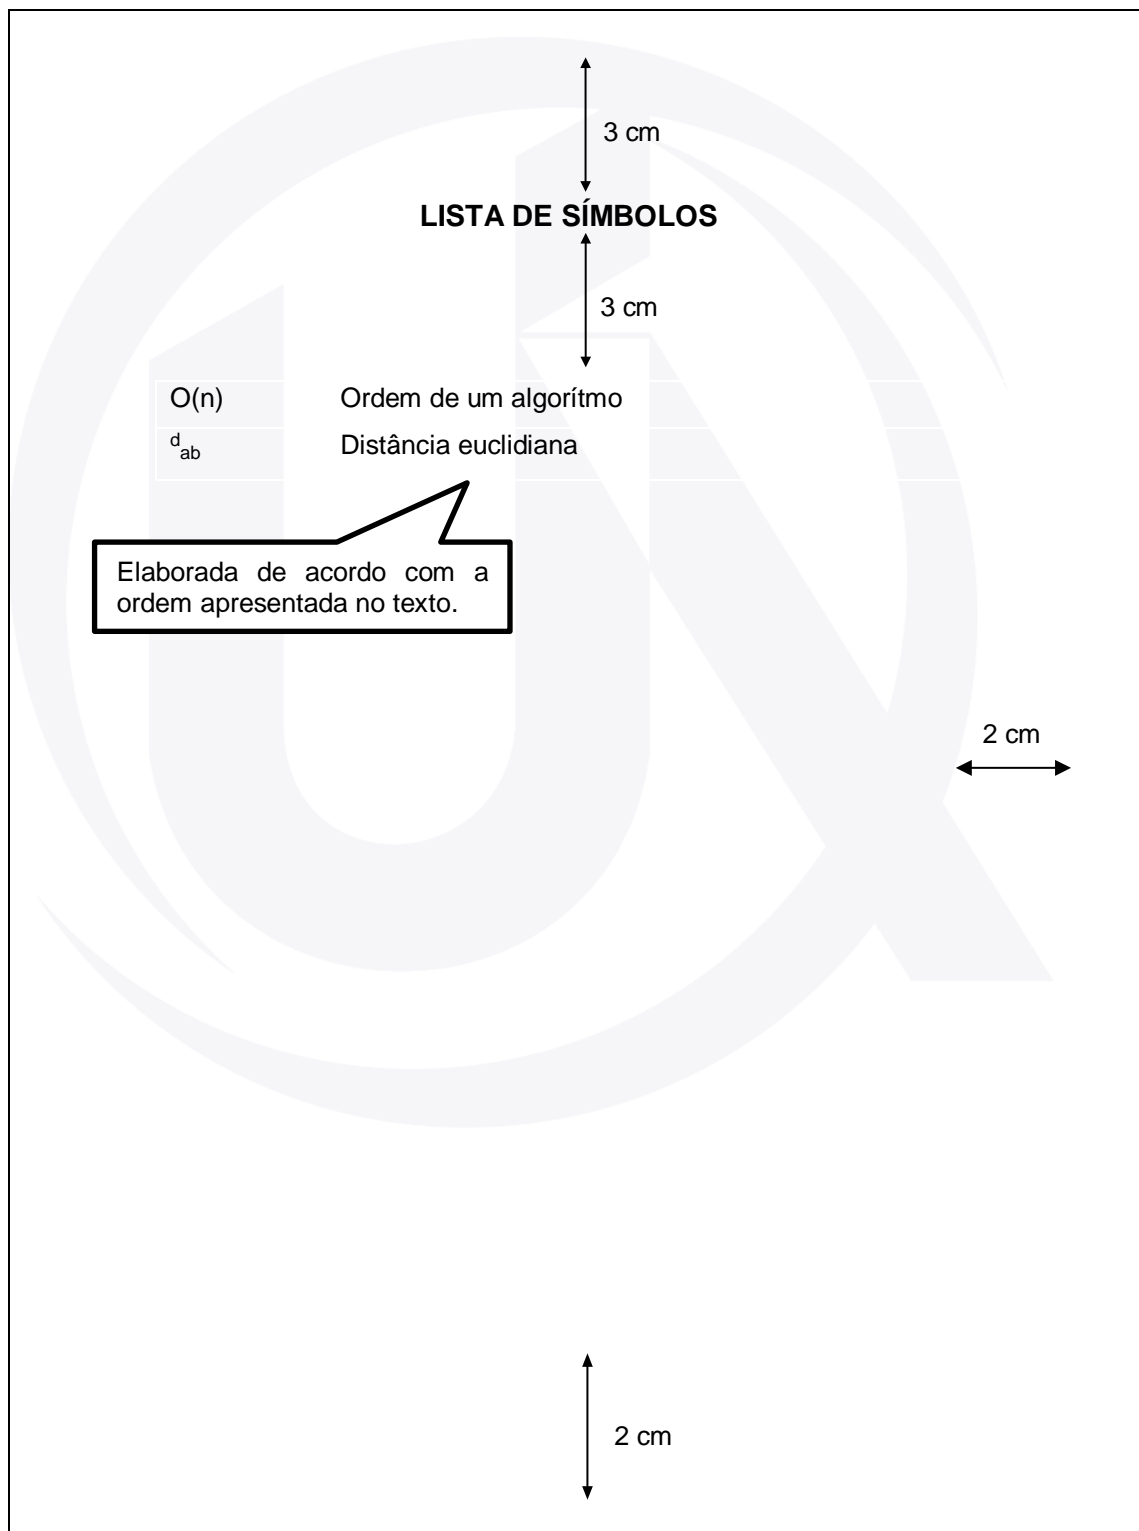 3 cm
LISTA DE SÍMBOLOS
3 cm
O(n) Ordem de um algorítmo
d ab Distância euclidiana
Elaborada de acordo com a
ordem apresentada no texto.
2 cm
2 cm